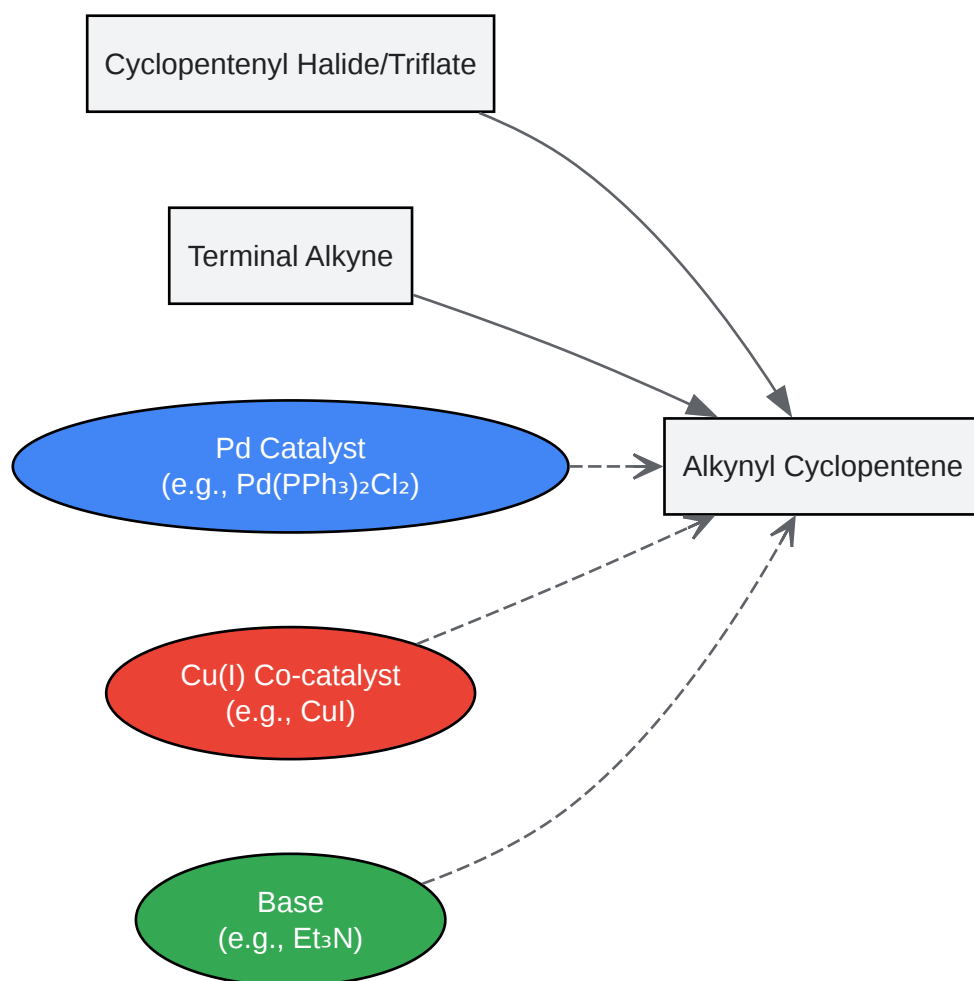 Cyclopentenyl Halide/Triflate
Terminal Alkyne
Pd Catalyst
(e.g., Pd(PPh₃)₂Cl₂)
Alkynyl Cyclopentene
Cu(I) Co-catalyst
(e.g., CuI)
Base
(e.g., Et₃N)